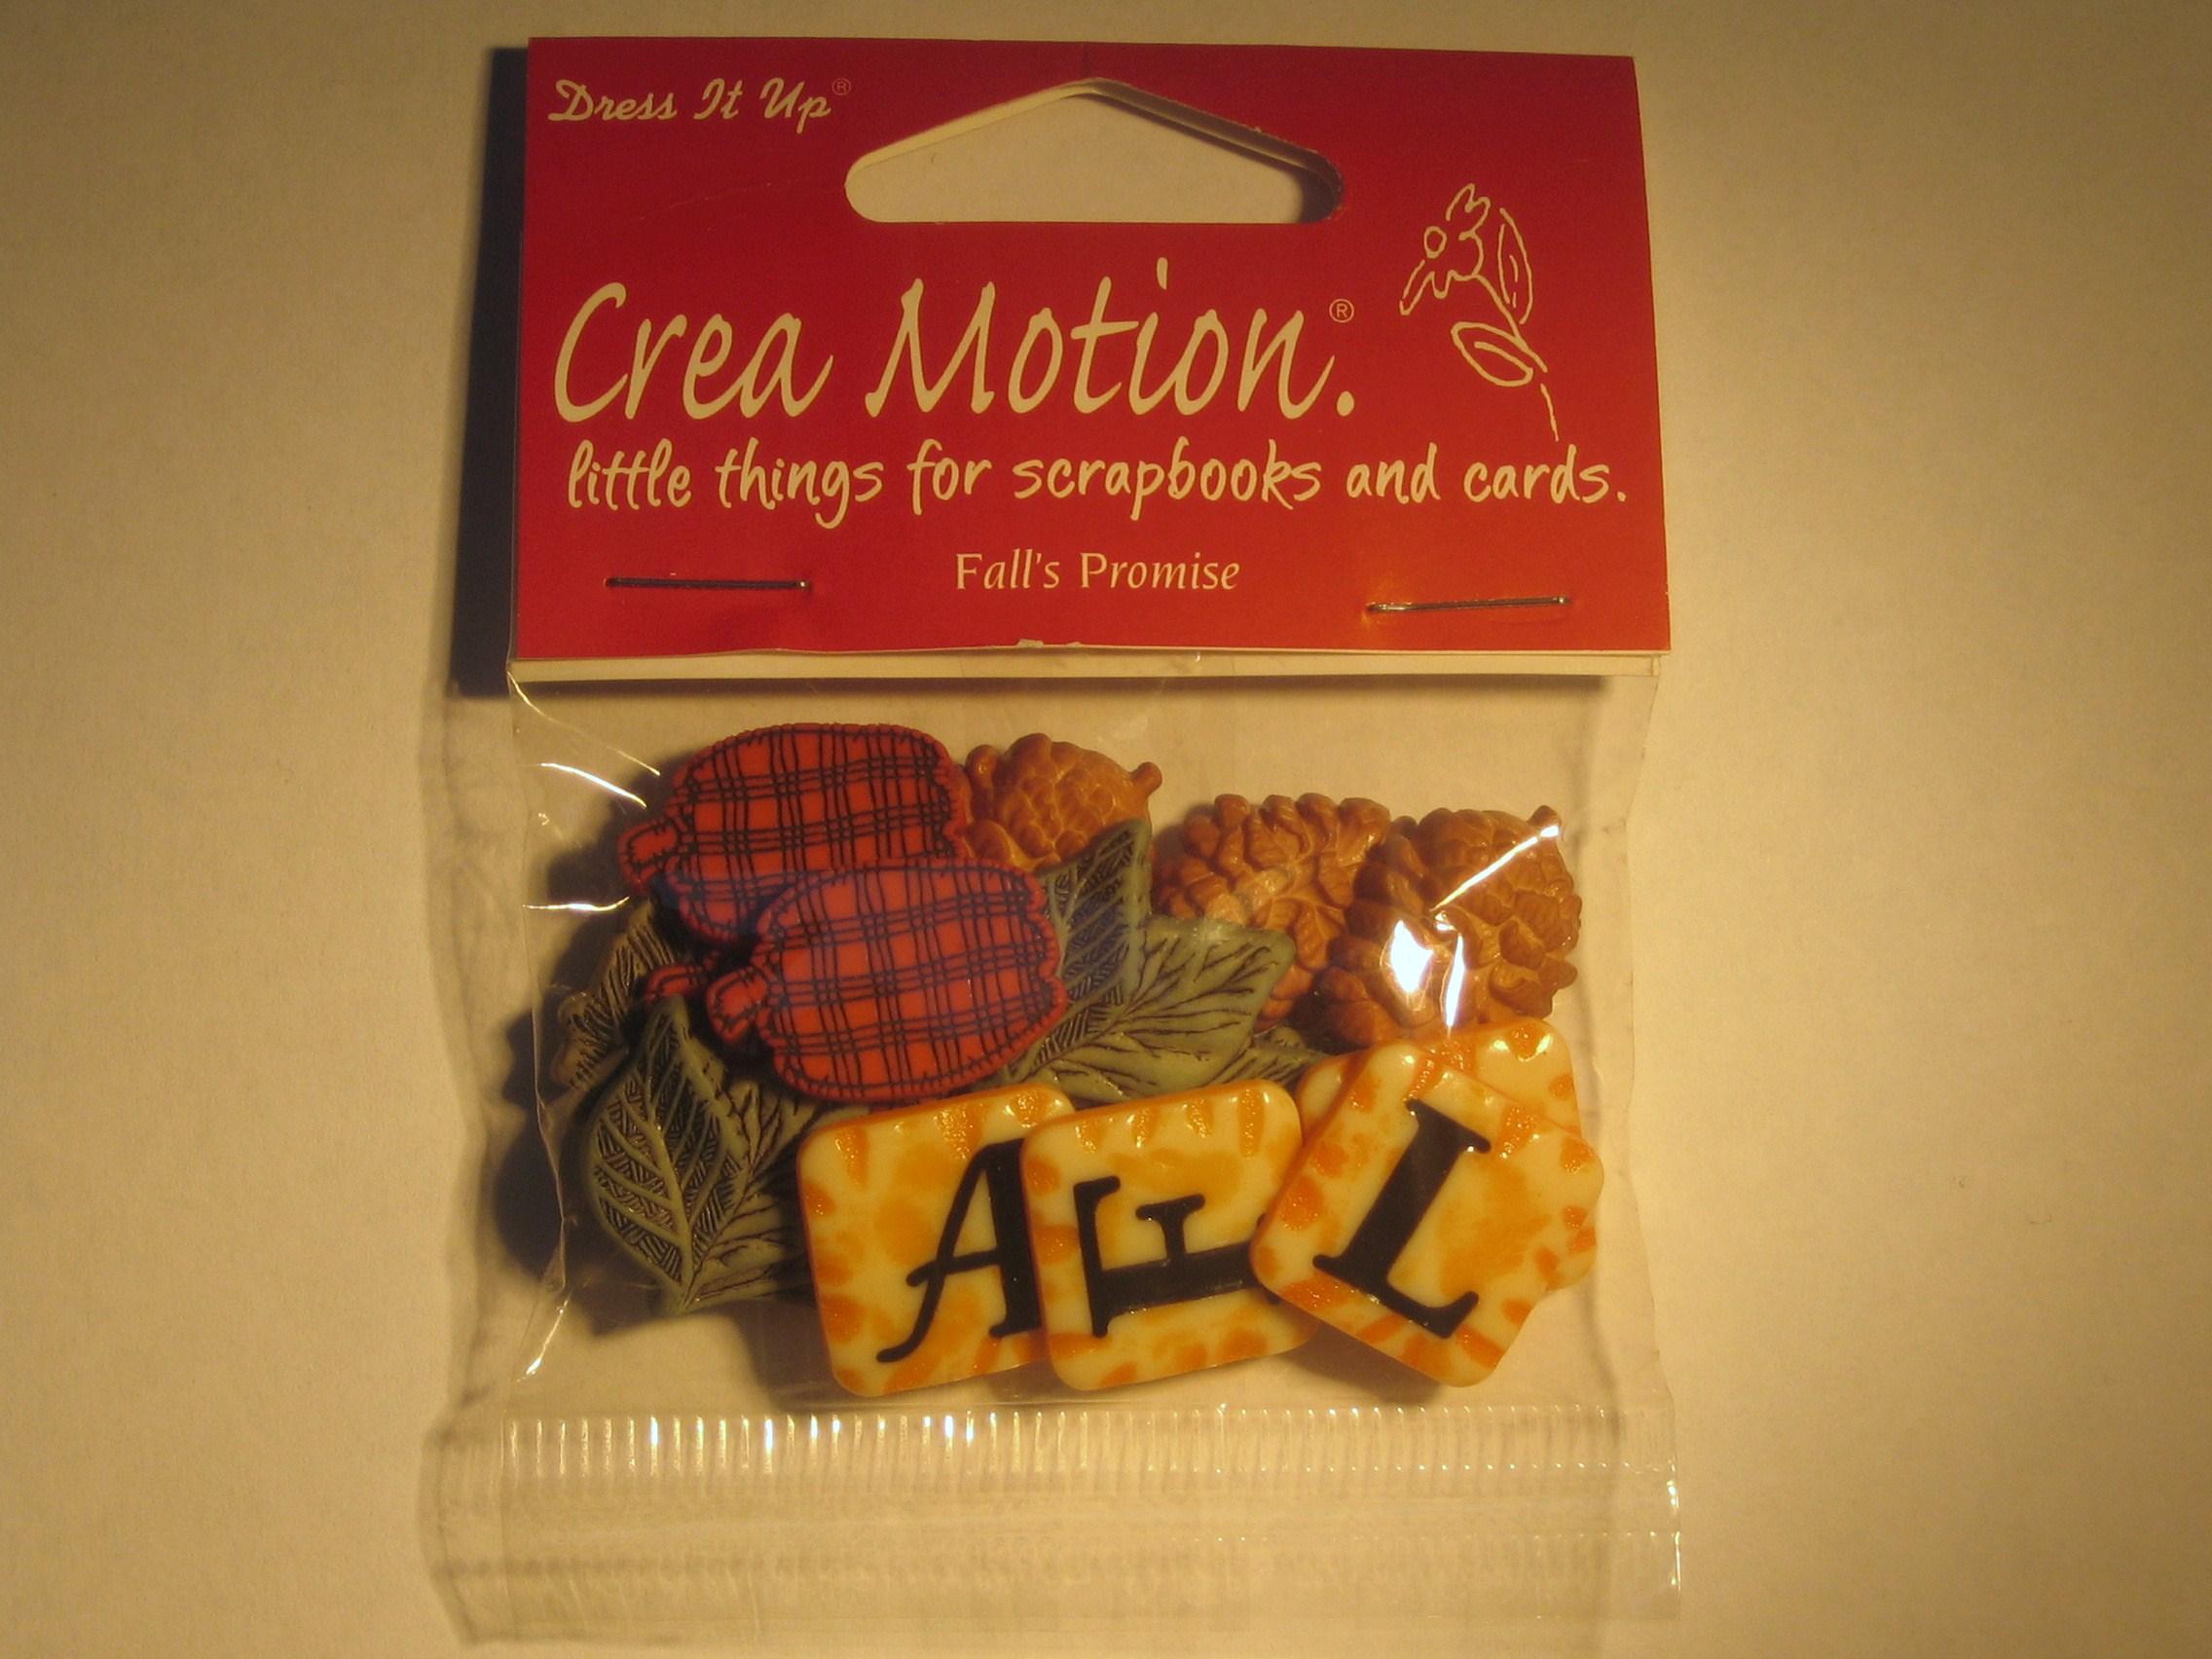 Dress It Up®
Crea Motion.®
little things for scrapbooks and cards.
Fall's Promise
A L L